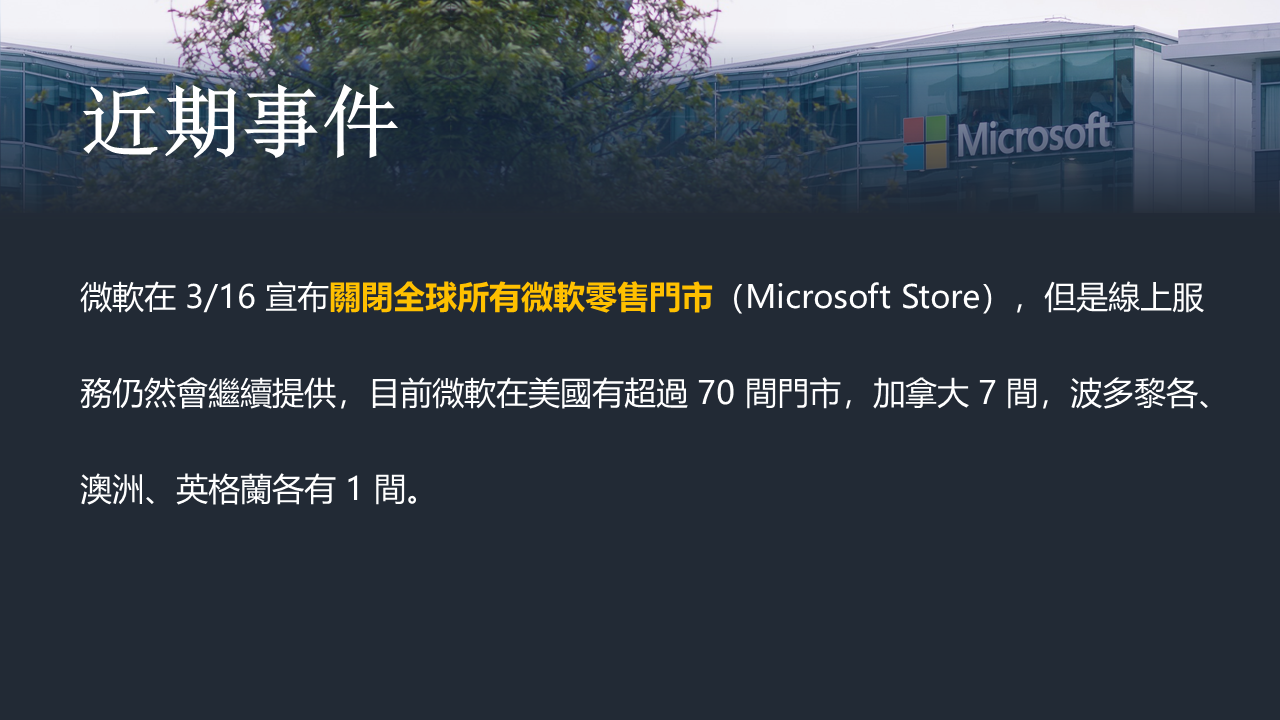 近期事件
Microsoft
微軟在 3/16 宣布關閉全球所有微軟零售門市（Microsoft Store），但是線上服
務仍然會繼續提供，目前微軟在美國有超過 70 間門市，加拿大 7 間，波多黎各、
澳洲、英格蘭各有 1 間。